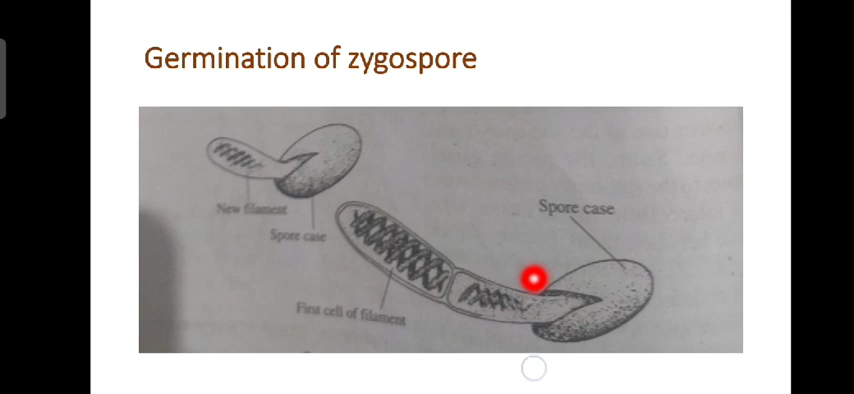 Germination of zygospore
New filament
Spore case
Spore case
First cell of filament